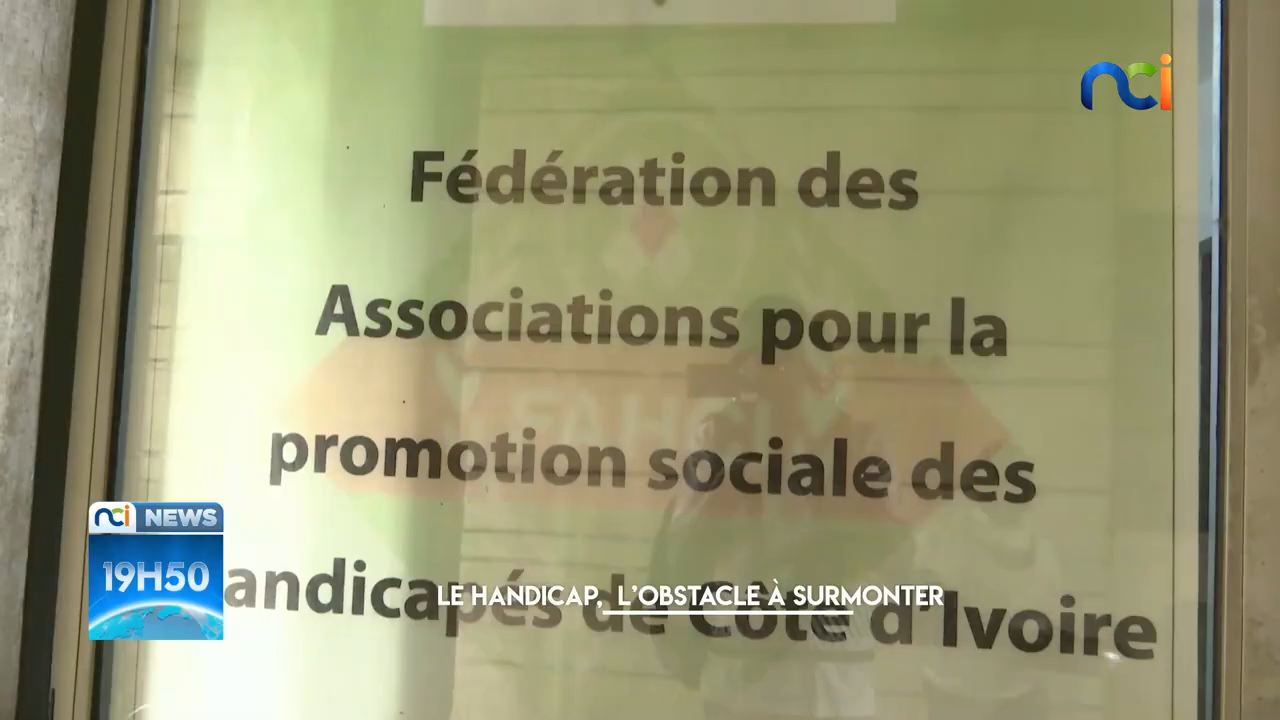 nci
Fédération des
Associations pour la
promotion sociale des
andicapés de Côte d'Ivoire
FAHCI
nci NEWS
19H50
LE HANDICAP, L'OBSTACLE À SURMONTER